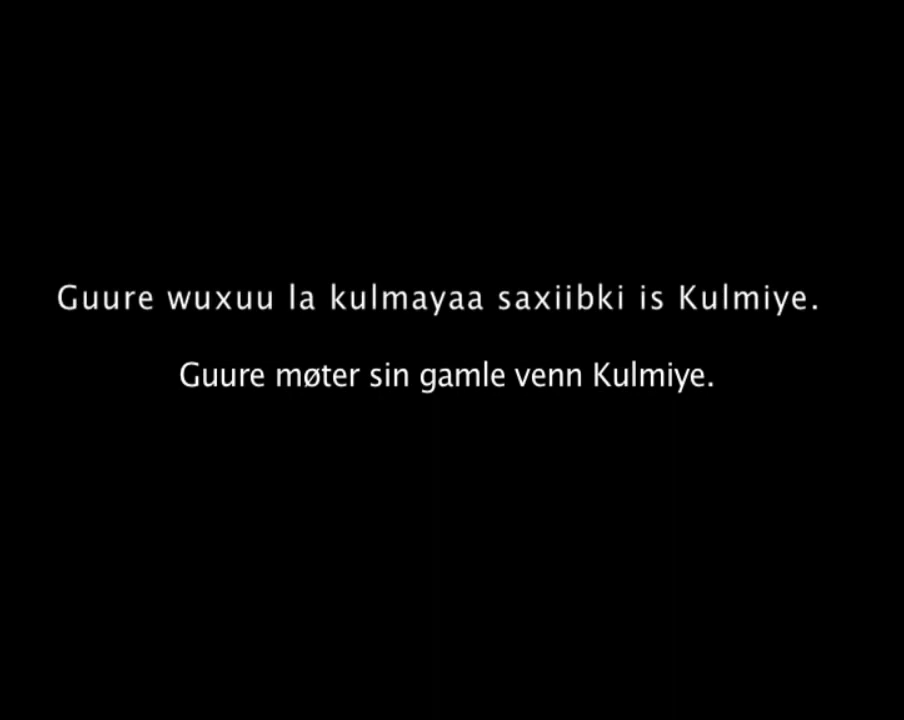 Guure wuxuu la kulmayaa saxiibki is Kulmiye.
Guure møter sin gamle venn Kulmiye.